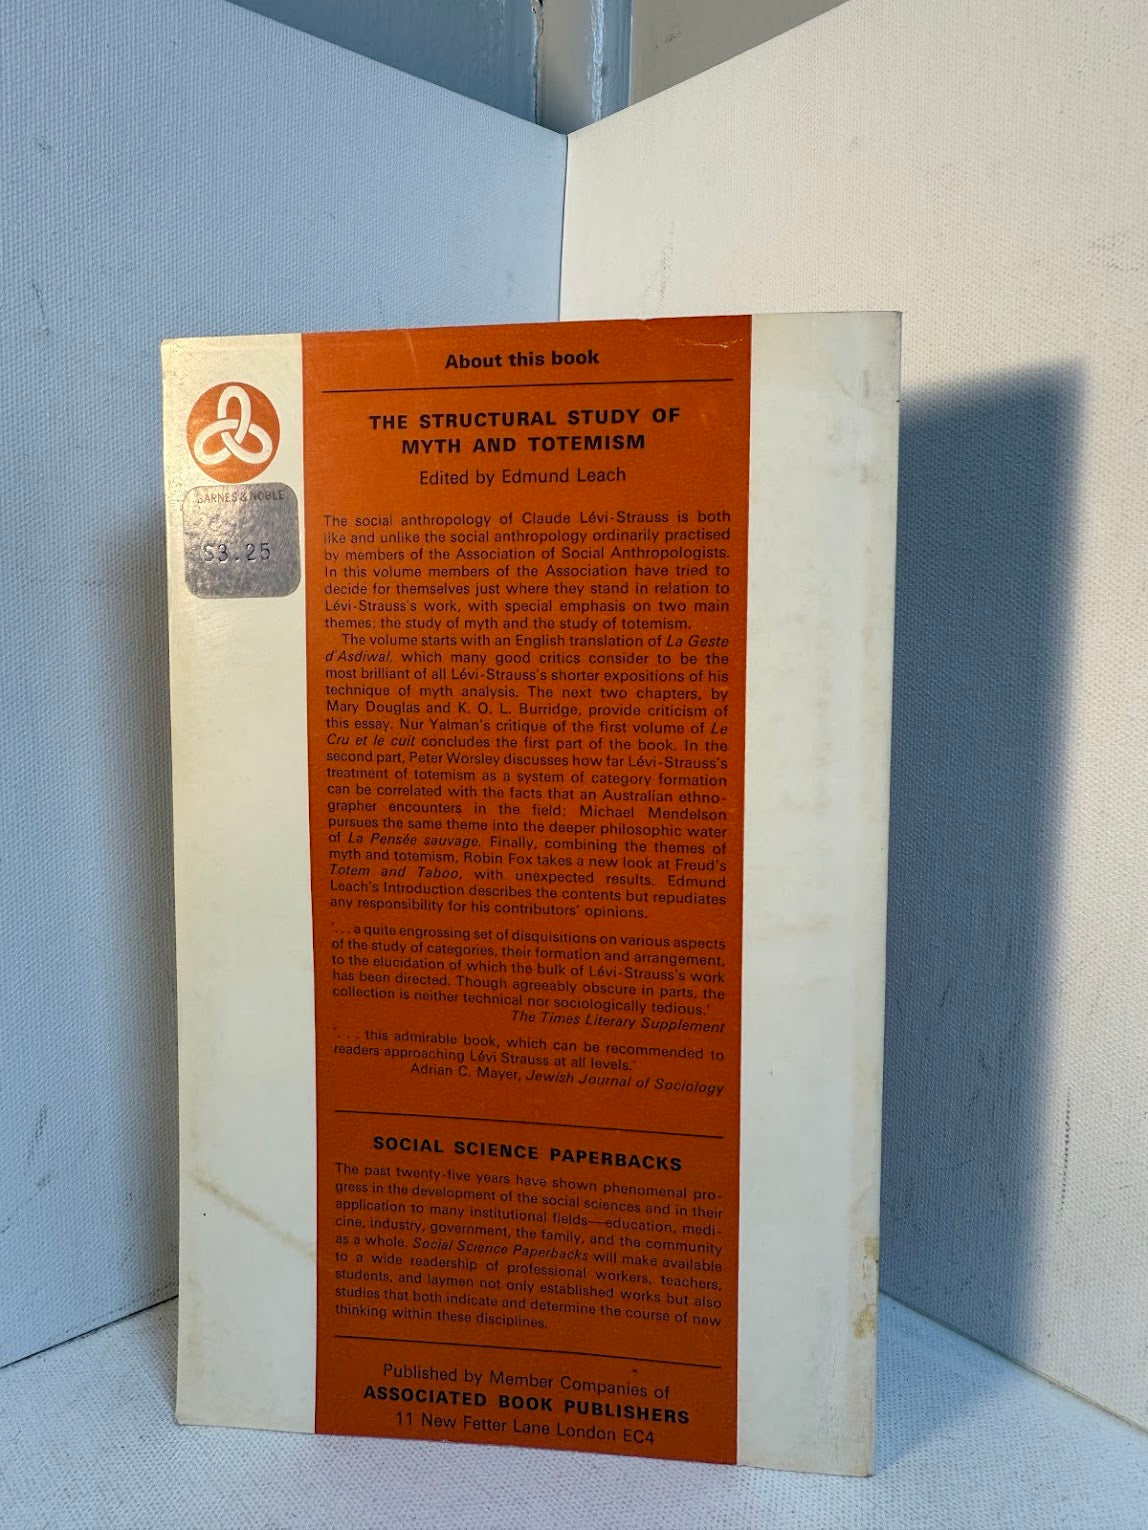 About this book
THE STRUCTURAL STUDY OF
MYTH AND TOTEMISM
Edited by Edmund Leach
BARNES & NOBLE
$3.25
The social anthropology of Claude Lévi-Strauss is both
like and unlike the social anthropology ordinarily practised
by members of the Association of Social Anthropologists.
In this volume members of the Association have tried to
decide for themselves just where they stand in relation to
Lévi-Strauss's work, with special emphasis on two main
themes; the study of myth and the study of totemism.
The volume starts with an English translation of La Geste
d'Asdiwal, which many good critics consider to be the
most brilliant of all Lévi-Strauss's shorter expositions of his
technique of myth analysis. The next two chapters, by
Mary Douglas and K. O. L. Burridge, provide criticism of
this essay. Nur Yalman's critique of the first volume of Le
Cru et le cuit concludes the first part of the book. In the
second part, Peter Worsley discusses how far Lévi-Strauss's
treatment of totemism as a system of category formation
can be correlated with the facts that an Australian ethno-
grapher encounters in the field; Michael Mendelson
pursues the same theme into the deeper philosophic water
of La Pensée sauvage. Finally, combining the themes of
myth and totemism, Robin Fox takes a new look at Freud's
Totem and Taboo, with unexpected results. Edmund
Leach's Introduction describes the contents but repudiates
any responsibility for his contributors' opinions.
'. . . a quite engrossing set of disquisitions on various aspects
of the study of categories, their formation and arrangement,
to the elucidation of which the bulk of Lévi-Strauss's work
has been directed. Though agreeably obscure in parts, the
collection is neither technical nor sociologically tedious.'
The Times Literary Supplement
'. . . this admirable book, which can be recommended to
readers approaching Lévi Strauss at all levels.'
Adrian C. Mayer, Jewish Journal of Sociology
SOCIAL SCIENCE PAPERBACKS
The past twenty-five years have shown phenomenal pro-
gress in the development of the social sciences and in their
application to many institutional fields—education, medi-
cine, industry, government, the family, and the community
as a whole. Social Science Paperbacks will make available
to a wide readership of professional workers, teachers,
students, and laymen not only established works but also
studies that both indicate and determine the course of new
thinking within these disciplines.
Published by Member Companies of
ASSOCIATED BOOK PUBLISHERS
11 New Fetter Lane London EC4